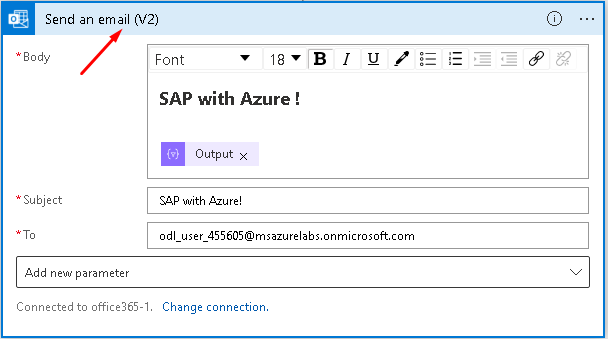 Send an email (V2)
* Body
Font 18 B I U
SAP with Azure !
{v} Output ×
* Subject SAP with Azure!
* To odl_user_455605@msazurelabs.onmicrosoft.com
Add new parameter
Connected to office365-1. Change connection.